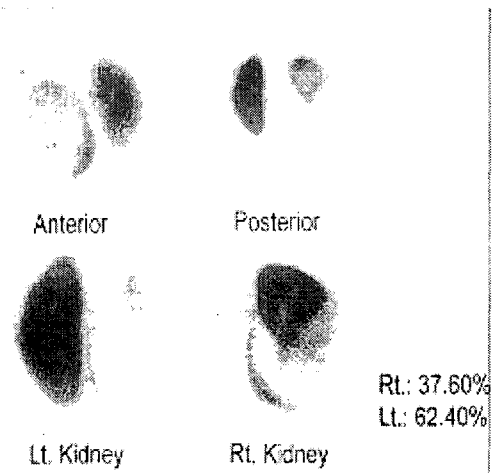 Anterior
Posterior
Rt.: 37.60%
Lt.: 62.40%
Lt. Kidney
Rt. Kidney